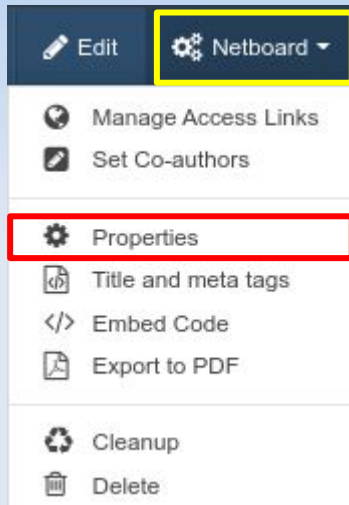 Edit Netboard
Manage Access Links
Set Co-authors
Properties
Title and meta tags
Embed Code
Export to PDF
Cleanup
Delete